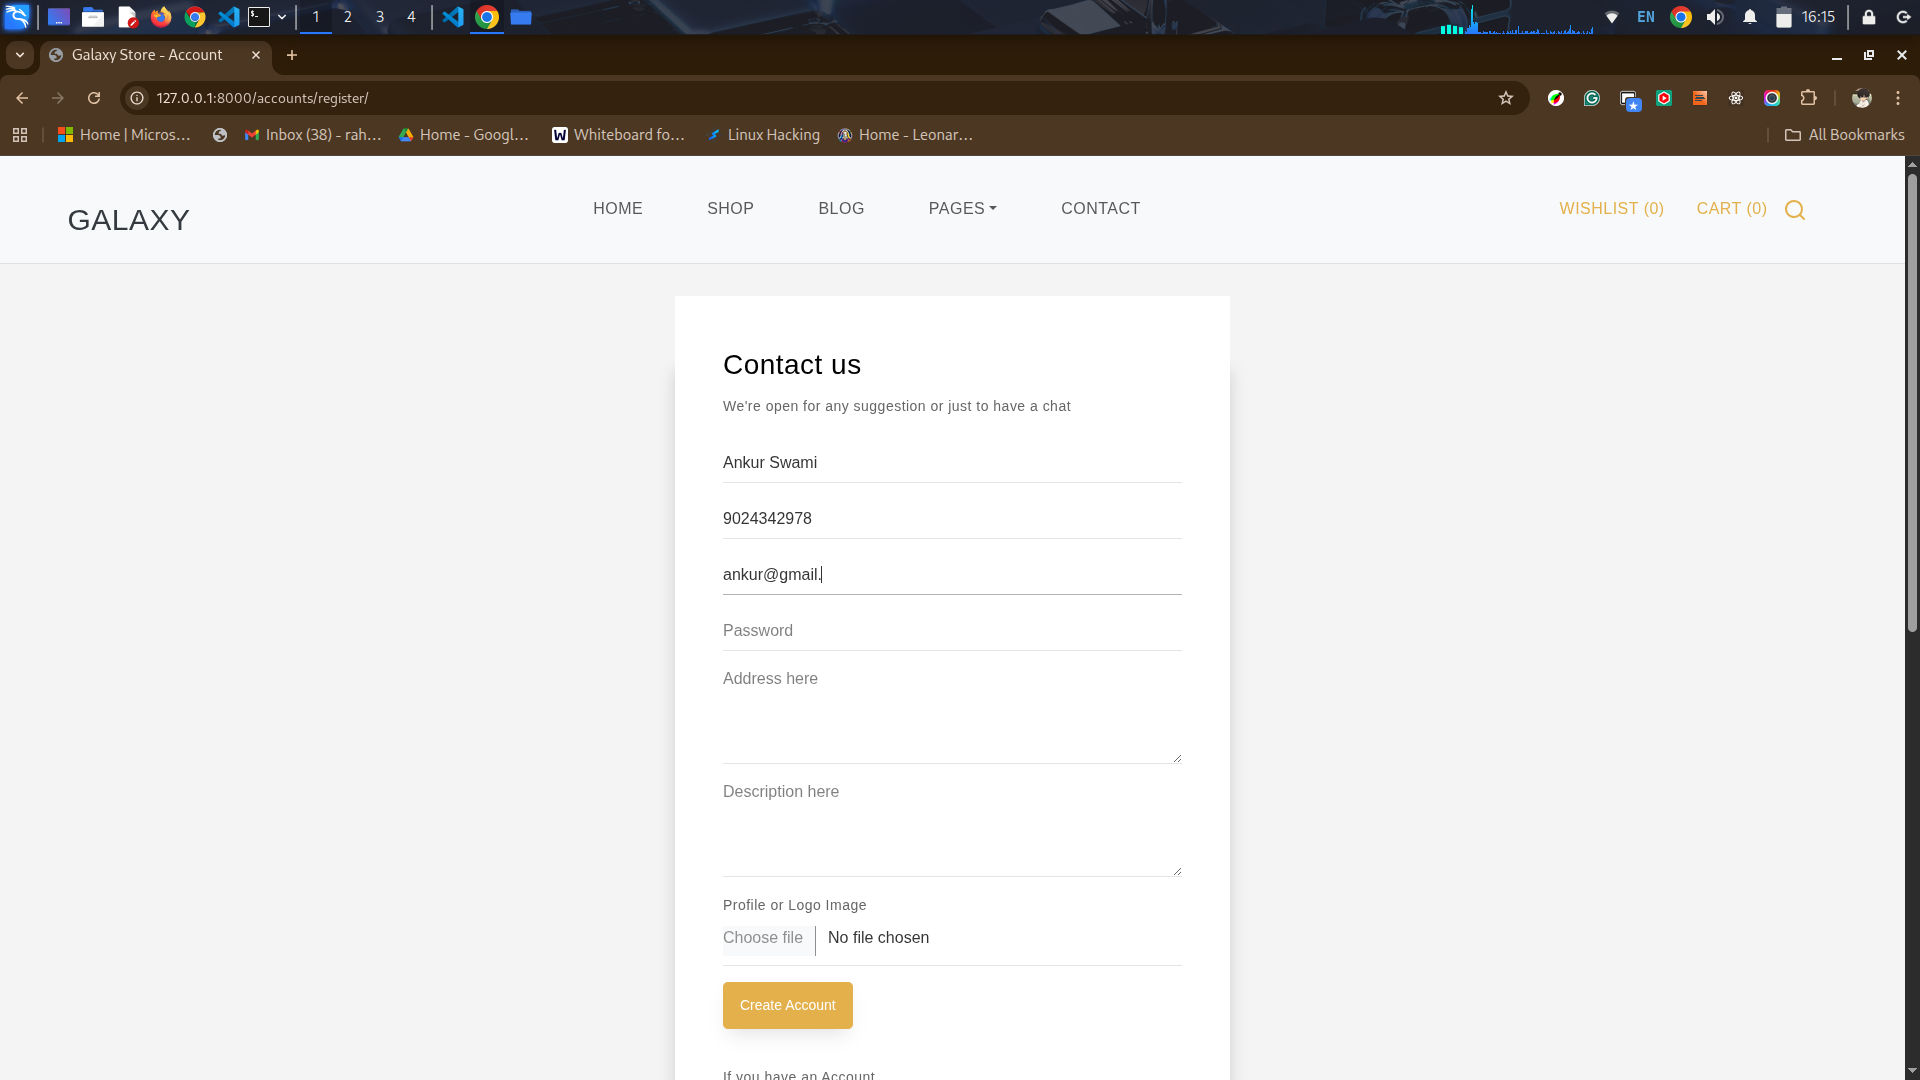 1 2 3 4 EN 16:15
Galaxy Store - Account
127.0.0.1:8000/accounts/register/
Home | Micros... Inbox (38) - rah... Home - Googl... Whiteboard fo... Linux Hacking Home - Leonar... All Bookmarks
GALAXY HOME SHOP BLOG PAGES CONTACT WISHLIST (0) CART (0)
Contact us
We're open for any suggestion or just to have a chat
Ankur Swami
9024342978
ankur@gmail.
Password
Address here
Description here
Profile or Logo Image
Choose file No file chosen
Create Account
If you have an Account